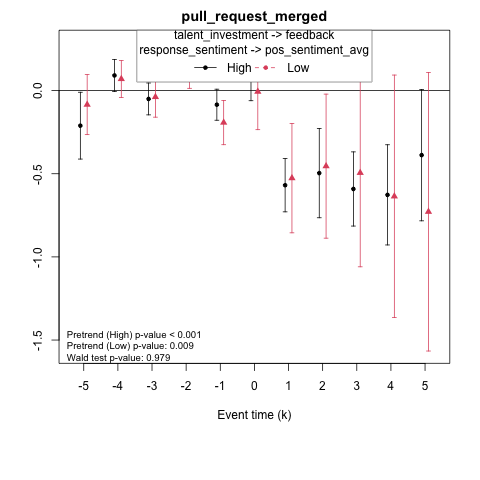 pull_request_merged
talent_investment -> feedback
response_sentiment -> pos_sentiment_avg
High Low
0.0
-0.5
-1.0
-1.5
Pretrend (High) p-value < 0.001
Pretrend (Low) p-value: 0.009
Wald test p-value: 0.979
-5 -4 -3 -2 -1 0 1 2 3 4 5
Event time (k)